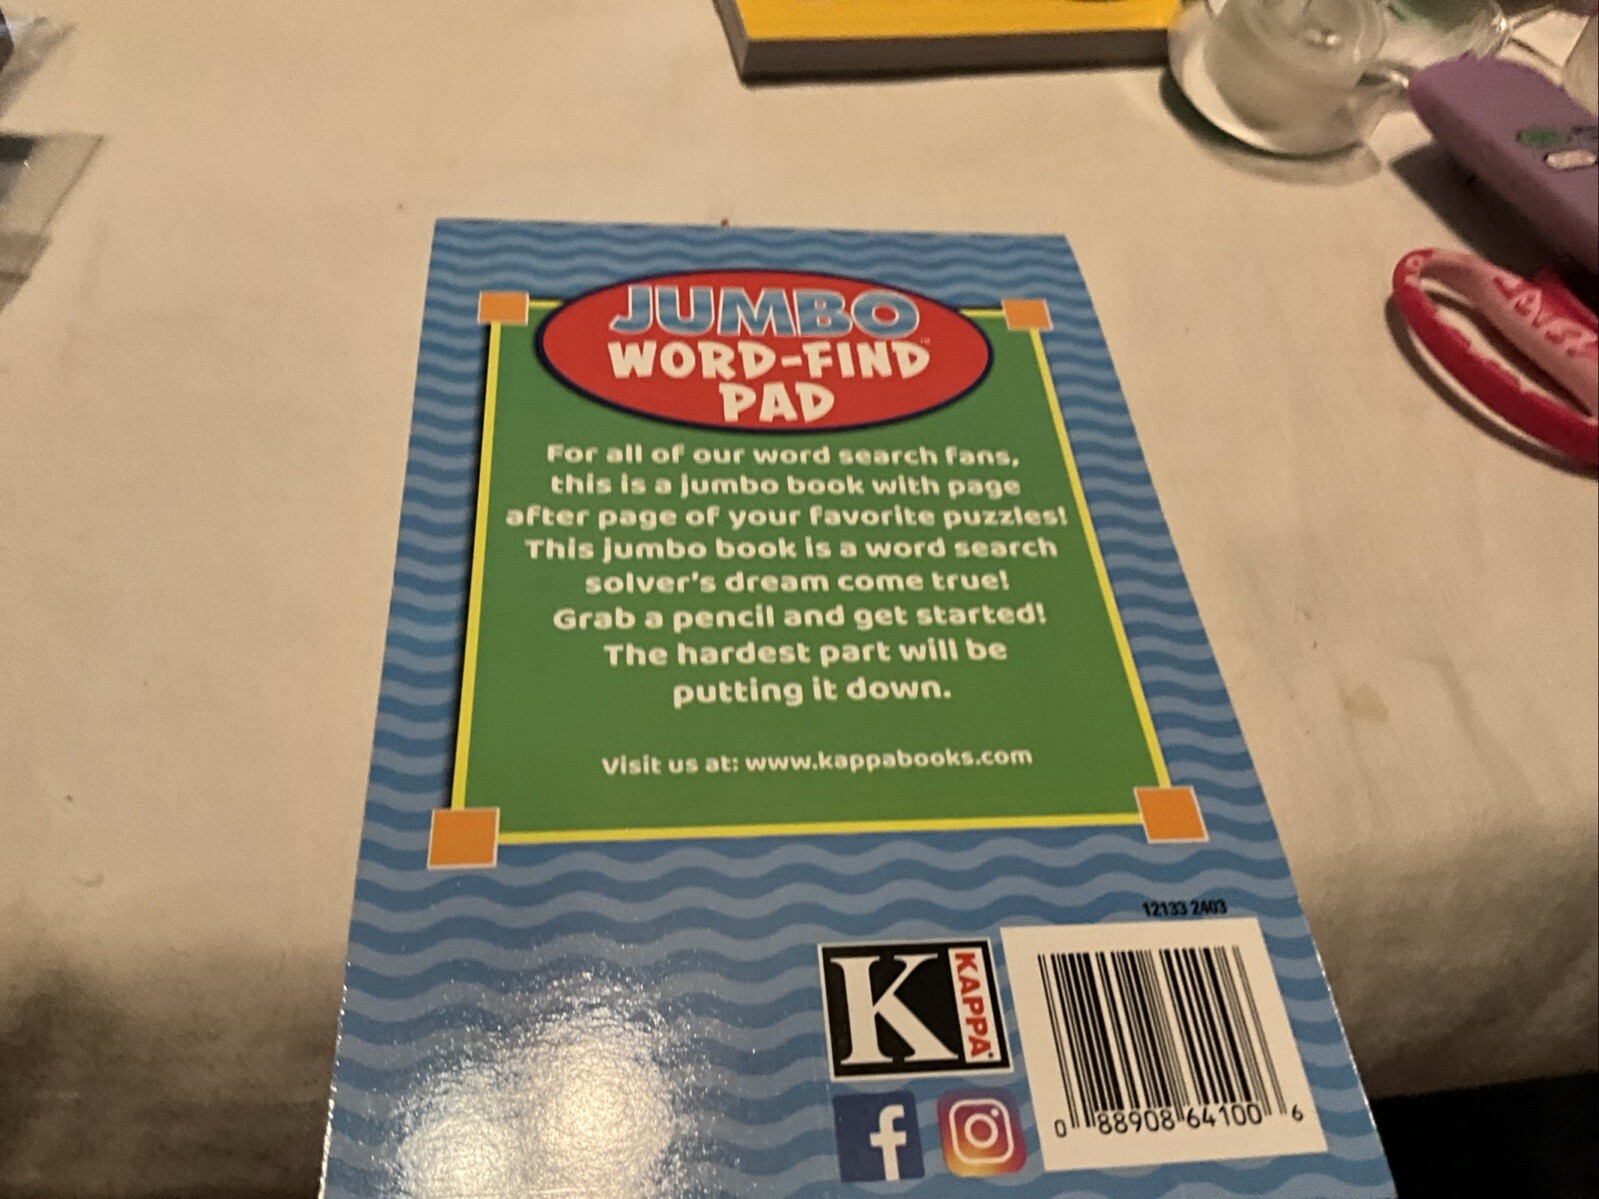 JUMBO™
WORD-FIND
PAD
For all of our word search fans,
this is a jumbo book with page
after page of your favorite puzzles!
This jumbo book is a word search
solver's dream come true!
Grab a pencil and get started!
The hardest part will be
putting it down.
Visit us at: www.kappabooks.com
12133 2403
K
KAPPA®
f
0 88908 64100 6